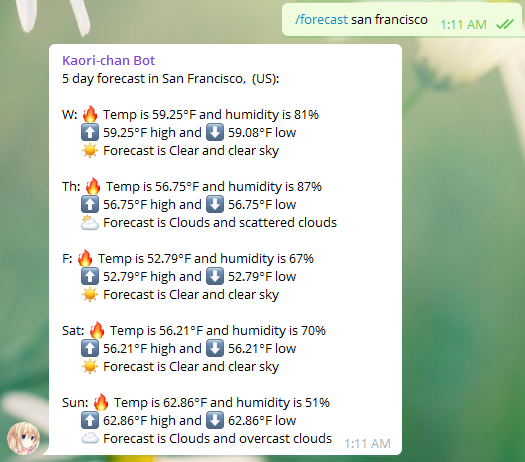 /forecast san francisco 1:11 AM
Kaori-chan Bot
5 day forecast in San Francisco,  (US):
W: 🔥 Temp is 59.25°F and humidity is 81%
⬆️ 59.25°F high and ⬇️ 59.08°F low
☀️ Forecast is Clear and clear sky
Th: 🔥 Temp is 56.75°F and humidity is 87%
⬆️ 56.75°F high and ⬇️ 56.75°F low
🌥️ Forecast is Clouds and scattered clouds
F: 🔥 Temp is 52.79°F and humidity is 67%
⬆️ 52.79°F high and ⬇️ 52.79°F low
☀️ Forecast is Clear and clear sky
Sat: 🔥 Temp is 56.21°F and humidity is 70%
⬆️ 56.21°F high and ⬇️ 56.21°F low
☀️ Forecast is Clear and clear sky
Sun: 🔥 Temp is 62.86°F and humidity is 51%
⬆️ 62.86°F high and ⬇️ 62.86°F low
☁️ Forecast is Clouds and overcast clouds 1:11 AM